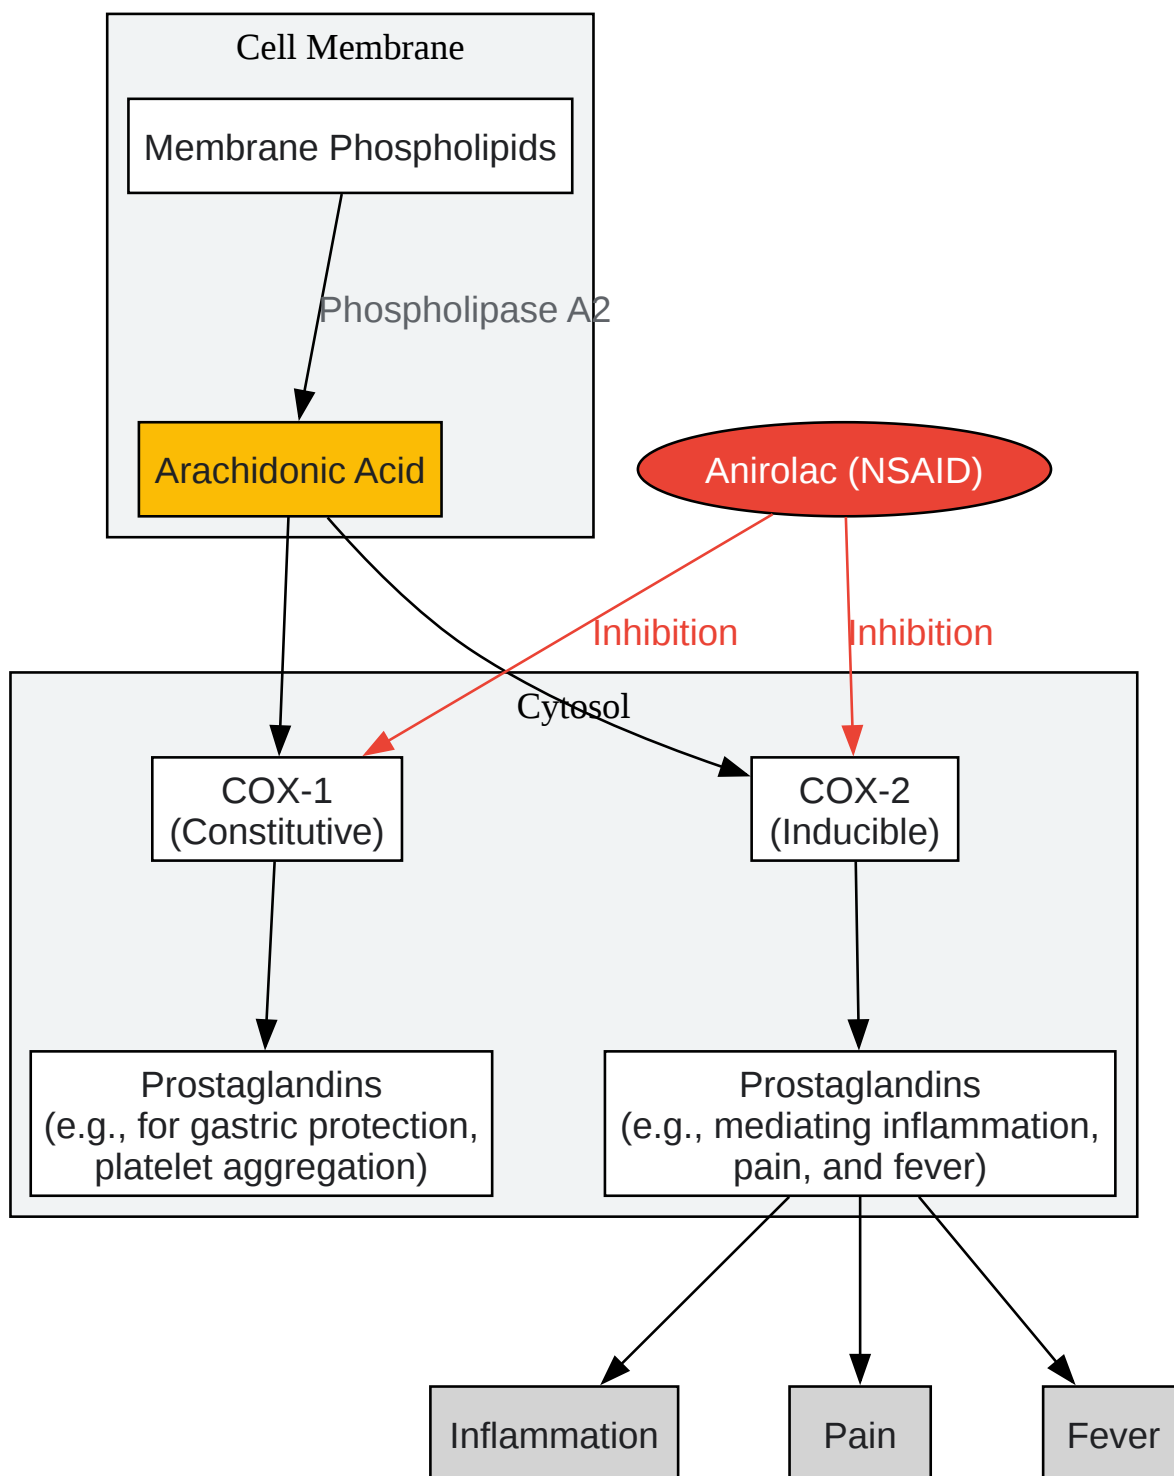 Cell Membrane
Membrane Phospholipids
Phospholipase A2
Arachidonic Acid
Anirolac (NSAID)
Inhibition
Inhibition
Cytosol
COX-1
(Constitutive)
COX-2
(Inducible)
Prostaglandins
(e.g., for gastric protection,
platelet aggregation)
Prostaglandins
(e.g., mediating inflammation,
pain, and fever)
Inflammation
Pain
Fever